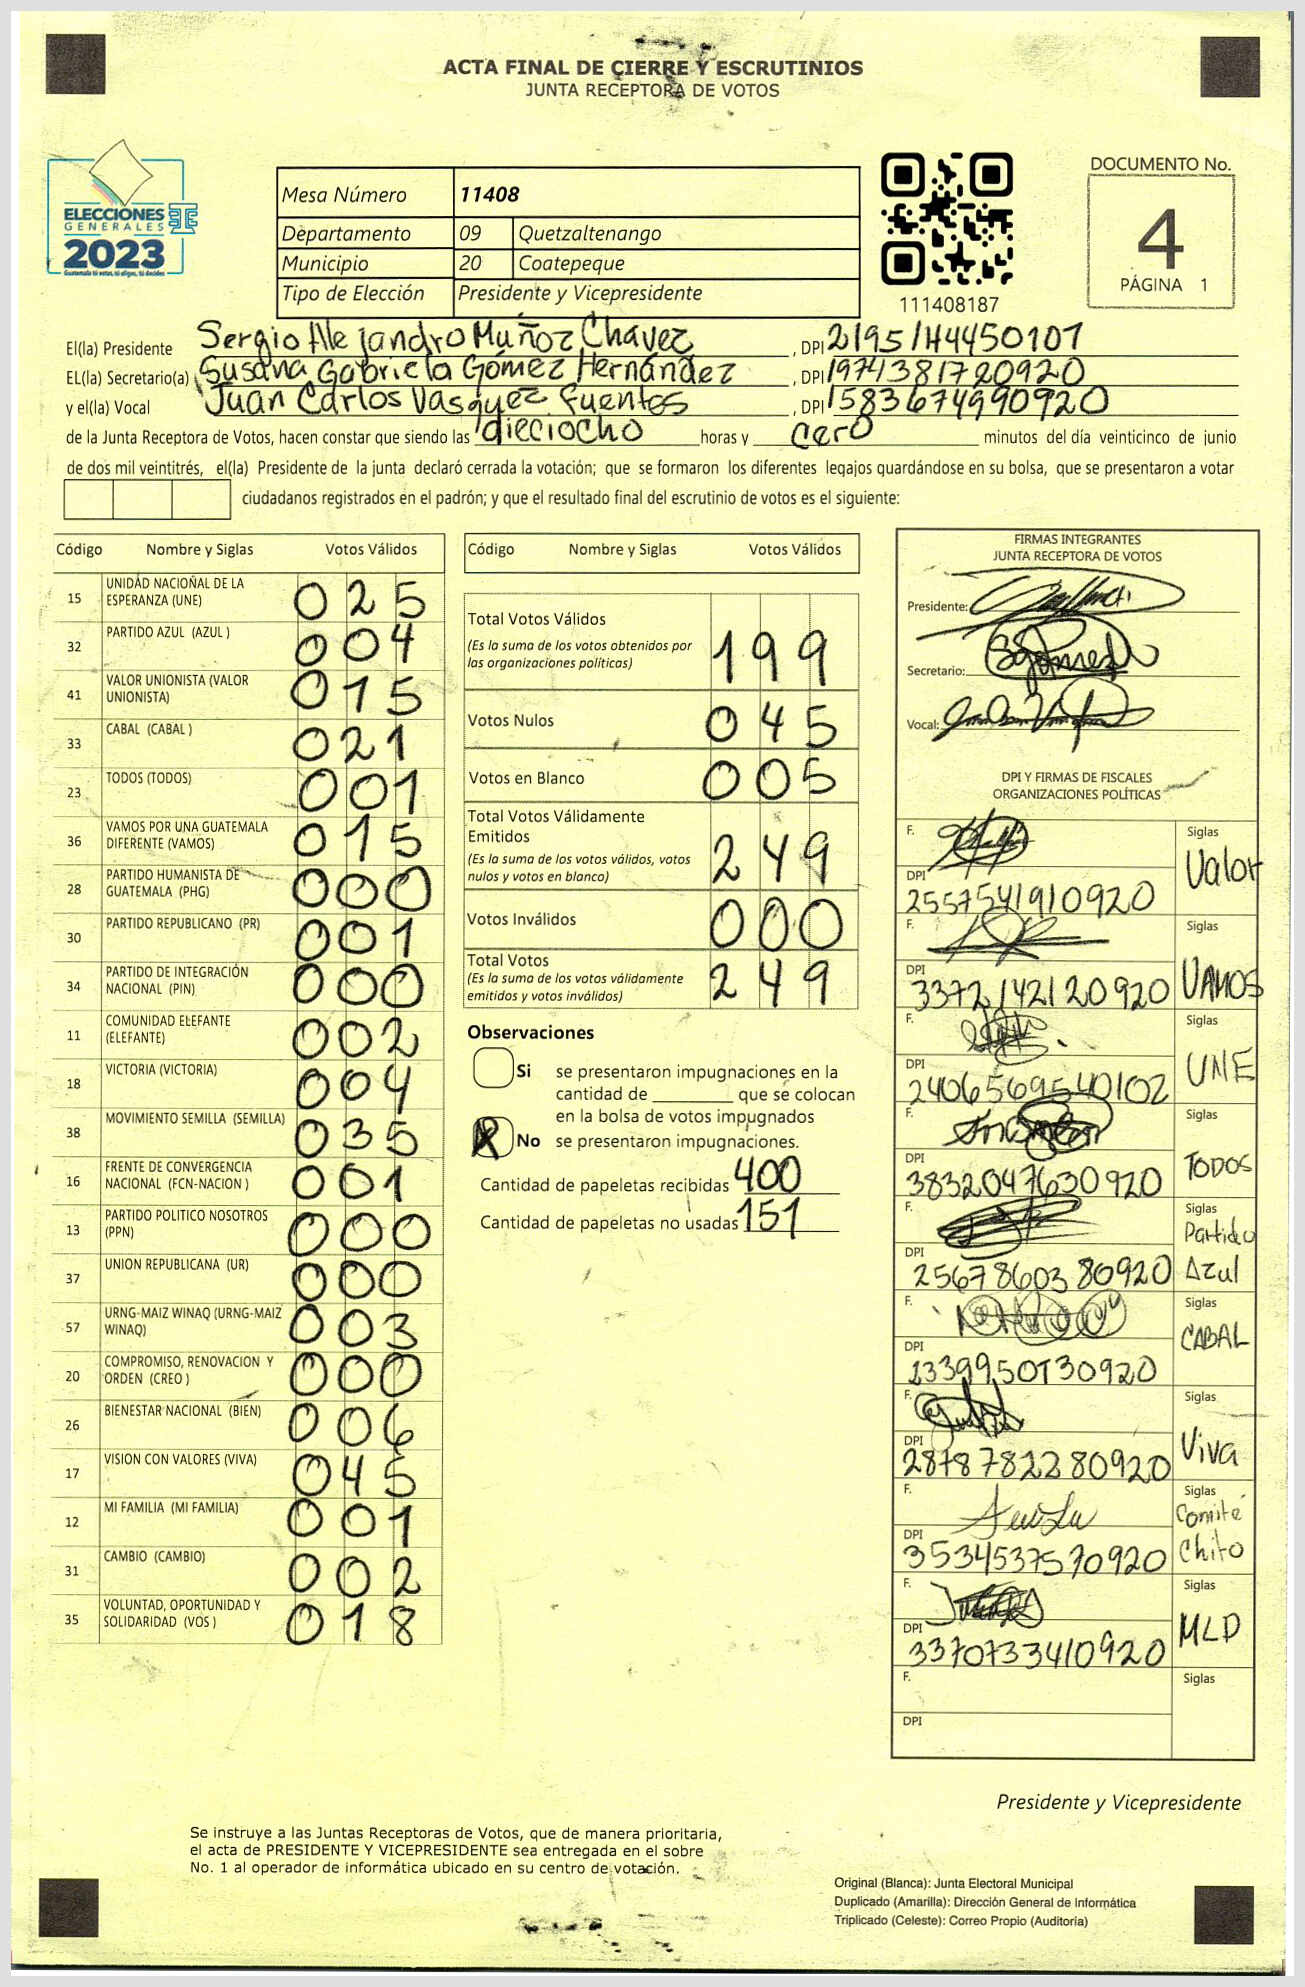 ACTA FINAL DE CIERRE Y ESCRUTINIOS
JUNTA RECEPTORA DE VOTOS
ELECCIONES
GENERALES
2023
Guatemala tú votas, tú eliges, tú decides
Mesa Número 11408
Departamento 09 Quetzaltenango
Municipio 20 Coatepeque
Tipo de Elección Presidente y Vicepresidente
111408187
DOCUMENTO No.
4
PÁGINA 1
El(la) Presidente Sergio Alejandro Muñoz Chávez, DPI 2195144450101
EL(la) Secretario(a) Susana Gabriela Gómez Hernández, DPI 1974381720920
y el(la) Vocal Juan Carlos Vasquez Fuentes, DPI 1583674990920
de la Junta Receptora de Votos, hacen constar que siendo las dieciocho horas y cero minutos del día veinticinco de junio
de dos mil veintitrés, el(la) Presidente de la junta declaró cerrada la votación; que se formaron los diferentes legajos quardándose en su bolsa, que se presentaron a votar
ciudadanos registrados en el padrón; y que el resultado final del escrutinio de votos es el siguiente:
Código Nombre y Siglas Votos Válidos
15 UNIDAD NACIOÑAL DE LA ESPERANZA (UNE) 025
32 PARTIDO AZUL (AZUL ) 004
41 VALOR UNIONISTA (VALOR UNIONISTA) 015
33 CABAL (CABAL ) 021
23 TODOS (TODOS) 001
36 VAMOS POR UNA GUATEMALA DIFERENTE (VAMOS) 015
28 PARTIDO HUMANISTA DE GUATEMALA (PHG) 000
30 PARTIDO REPUBLICANO (PR) 001
34 PARTIDO DE INTEGRACIÓN NACIONAL (PIN) 000
11 COMUNIDAD ELEFANTE (ELEFANTE) 002
18 VICTORIA (VICTORIA) 004
38 MOVIMIENTO SEMILLA (SEMILLA) 035
16 FRENTE DE CONVERGENCIA NACIONAL (FCN-NACION ) 001
13 PARTIDO POLITICO NOSOTROS (PPN) 000
37 UNION REPUBLICANA (UR) 000
57 URNG-MAIZ WINAQ (URNG-MAIZ WINAQ) 003
20 COMPROMISO, RENOVACION Y ORDEN (CREO ) 000
26 BIENESTAR NACIONAL (BIEN) 006
17 VISION CON VALORES (VIVA) 045
12 MI FAMILIA (MI FAMILIA) 001
31 CAMBIO (CAMBIO) 002
35 VOLUNTAD, OPORTUNIDAD Y SOLIDARIDAD (VOS ) 018
Código Nombre y Siglas Votos Válidos
Total Votos Válidos
(Es la suma de los votos obtenidos por
las organizaciones políticas) 199
Votos Nulos 045
Votos en Blanco 005
Total Votos Válidamente
Emitidos
(Es la suma de los votos válidos, votos
nulos y votos en blanco) 249
Votos Inválidos 000
Total Votos
(Es la suma de los votos válidamente
emitidos y votos inválidos) 249
Observaciones
Si se presentaron impugnaciones en la
cantidad de ________ que se colocan
en la bolsa de votos impugnados
X No se presentaron impugnaciones.
Cantidad de papeletas recibidas 400
Cantidad de papeletas no usadas 151
FIRMAS INTEGRANTES
JUNTA RECEPTORA DE VOTOS
Presidente:
Secretario:
Vocal:
DPI Y FIRMAS DE FISCALES
ORGANIZACIONES POLÍTICAS
F. Siglas
Valor
DPI 2557541910920
F.
DPI 3372142120920 VAMOS
F. Siglas
UNE
DPI 2406569540102
F. Siglas
TODOS
DPI 3832047630920
F. Siglas
Partido
Azul
DPI 2567860380920
F. Siglas
CABAL
DPI 2339950130920
F. Siglas
Viva
DPI 2878782280920
F. Siglas
Comité
Chito
DPI 3534537570920
F. Siglas
MLD
DPI 3370733410920
F. Siglas
DPI
Presidente y Vicepresidente
Se instruye a las Juntas Receptoras de Votos, que de manera prioritaria,
el acta de PRESIDENTE Y VICEPRESIDENTE sea entregada en el sobre
No. 1 al operador de informática ubicado en su centro de votación.
Original (Blanca): Junta Electoral Municipal
Duplicado (Amarilla): Dirección General de Informática
Triplicado (Celeste): Correo Propio (Auditoría)